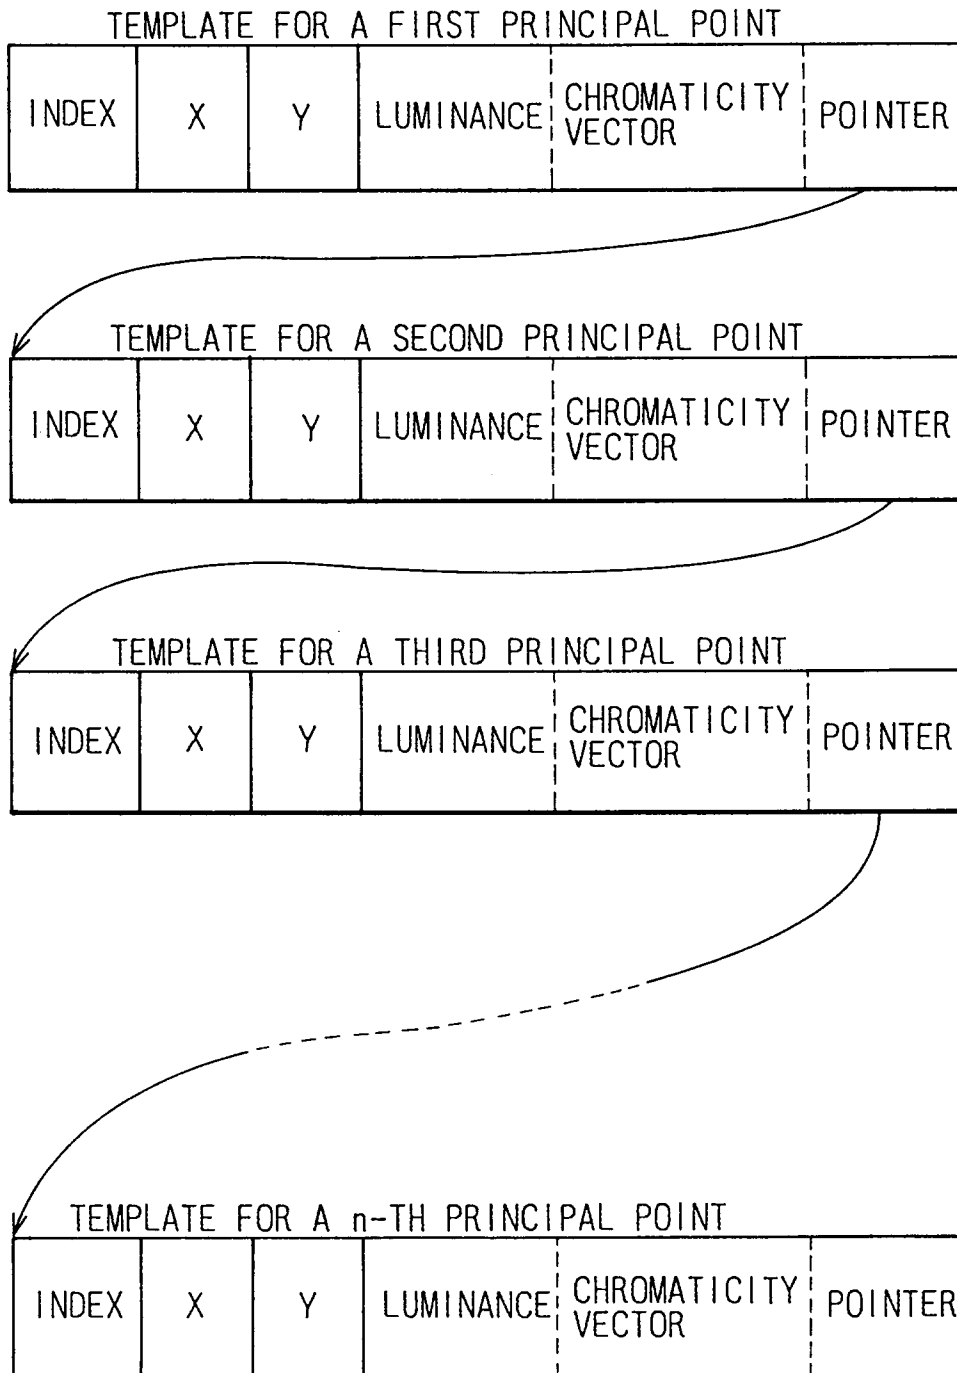 TEMPLATE FOR A FIRST PRINCIPAL POINT
INDEX X Y LUMINANCE CHROMATICITY VECTOR POINTER
TEMPLATE FOR A SECOND PRINCIPAL POINT
INDEX X Y LUMINANCE CHROMATICITY VECTOR POINTER
TEMPLATE FOR A THIRD PRINCIPAL POINT
INDEX X Y LUMINANCE CHROMATICITY VECTOR POINTER
TEMPLATE FOR A n-TH PRINCIPAL POINT
INDEX X Y LUMINANCE CHROMATICITY VECTOR POINTER